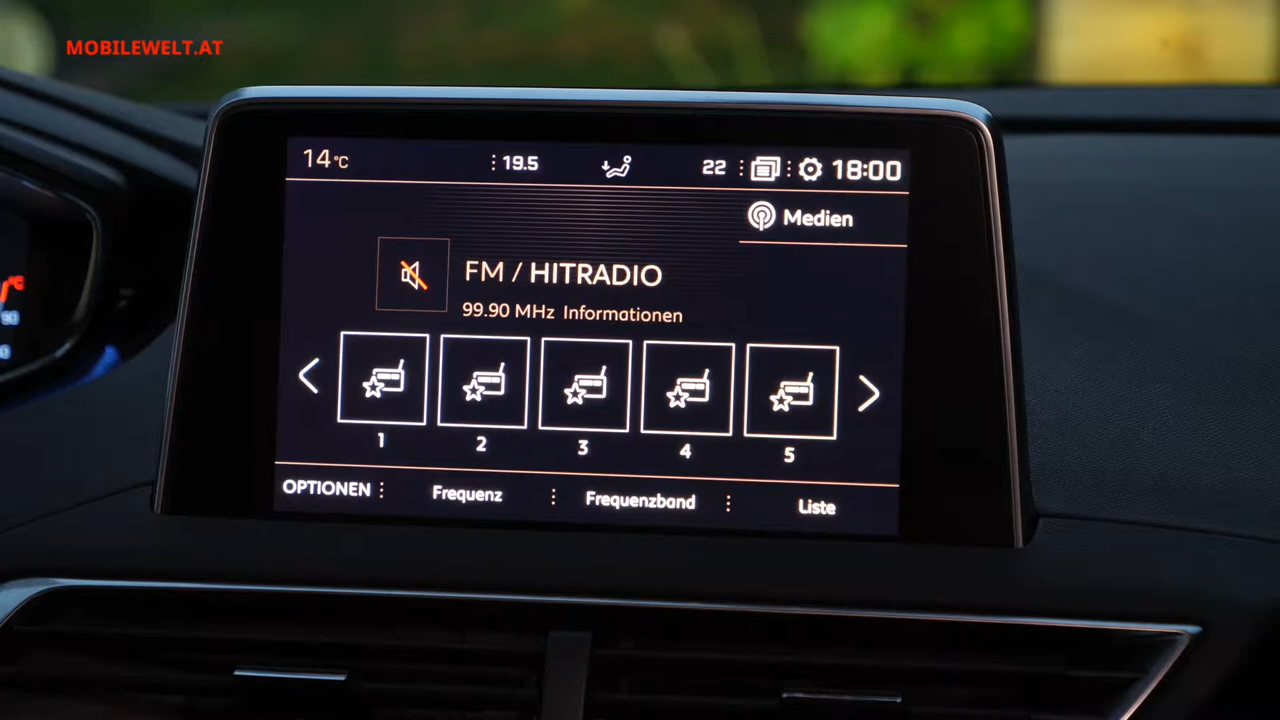 MOBILEWELT.AT
14°C 19.5 22 18:00
Medien
FM / HITRADIO
99.90 MHz Informationen
1 2 3 4 5
OPTIONEN Frequenz Frequenzband Liste
°C
90